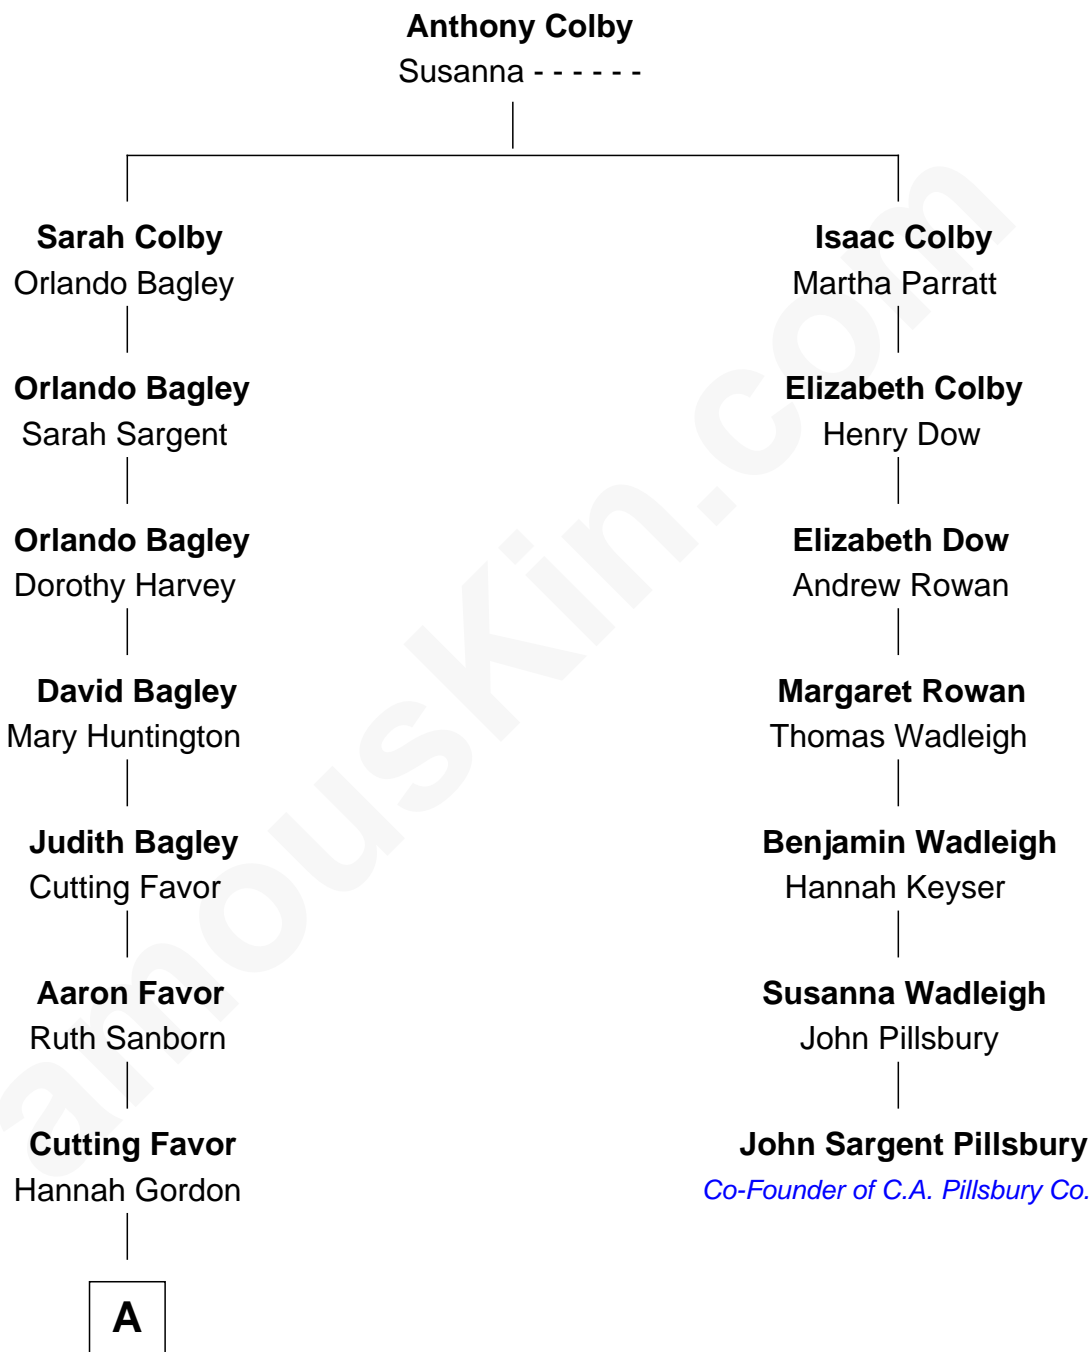 Anthony Colby
Susanna - - - - - -
Sarah Colby
Orlando Bagley
Isaac Colby
Martha Parratt
Orlando Bagley
Sarah Sargent
Elizabeth Colby
Henry Dow
Orlando Bagley
Dorothy Harvey
Elizabeth Dow
Andrew Rowan
David Bagley
Mary Huntington
Margaret Rowan
Thomas Wadleigh
Judith Bagley
Cutting Favor
Benjamin Wadleigh
Hannah Keyser
Aaron Favor
Ruth Sanborn
Susanna Wadleigh
John Pillsbury
Cutting Favor
Hannah Gordon
John Sargent Pillsbury
Co-Founder of C.A. Pillsbury Co.
A
amouskin.com